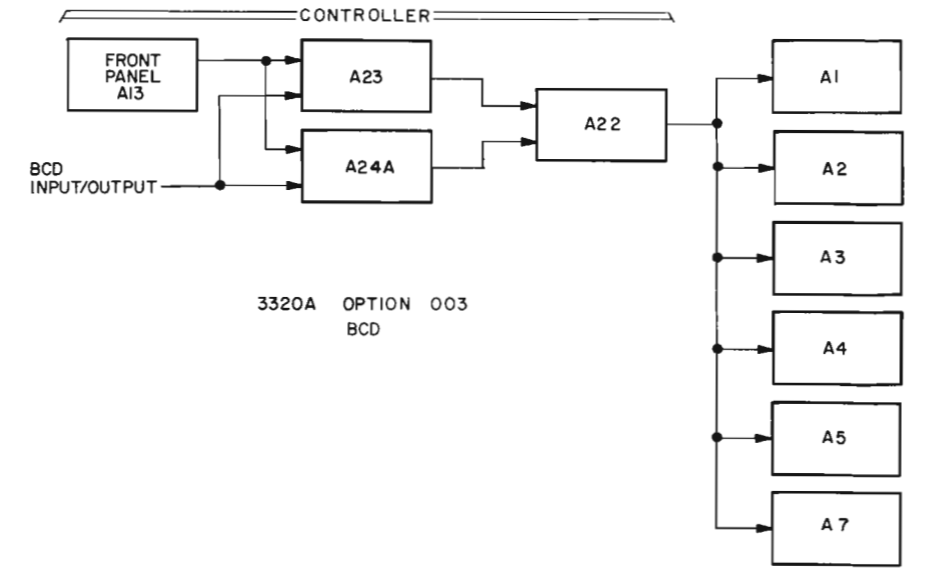 CONTROLLER
FRONT
PANEL
A13
A23
A24A
A22
BCD
INPUT/OUTPUT
3320A OPTION 003
BCD
A1
A2
A3
A4
A5
A7